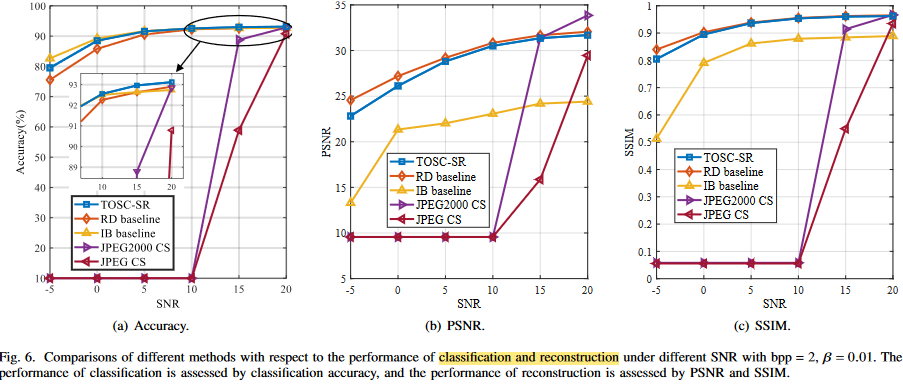 100
90
80
70
60
50
40
30
20
10
Accuracy(%)
93
92
91
90
89
10
15
20
TOSC-SR
RD baseline
IB baseline
JPEG2000 CS
JPEG CS
-5
0
5
10
15
20
SNR
(a) Accuracy.
35
30
25
20
15
10
5
PSNR
TOSC-SR
RD baseline
IB baseline
JPEG2000 CS
JPEG CS
-5
0
5
10
15
20
SNR
(b) PSNR.
1
0.9
0.8
0.7
0.6
0.5
0.4
0.3
0.2
0.1
0
SSIM
TOSC-SR
RD baseline
IB baseline
JPEG2000 CS
JPEG CS
-5
0
5
10
15
20
SNR
(c) SSIM.
Fig. 6. Comparisons of different methods with respect to the performance of classification and reconstruction under different SNR with bpp = 2, β = 0.01. The
performance of classification is assessed by classification accuracy, and the performance of reconstruction is assessed by PSNR and SSIM.